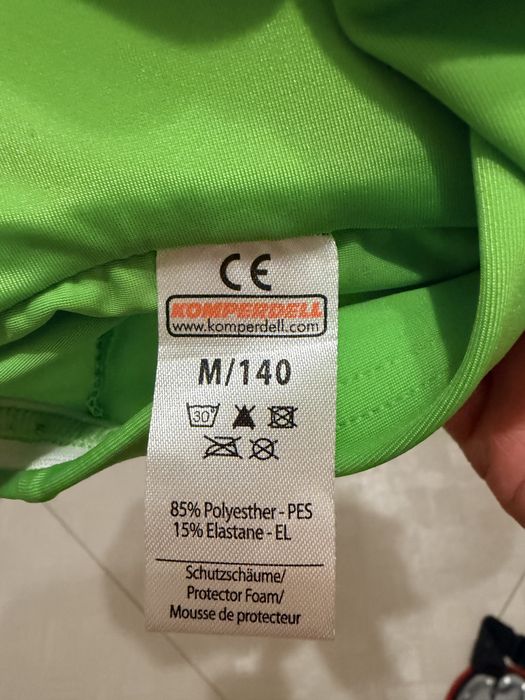 CE
KOMPERDELL
www.komperdell.com
M/140
30°
85% Polyesther - PES
15% Elastane - EL
Schutzschäume/
Protector Foam/
Mousse de protecteur